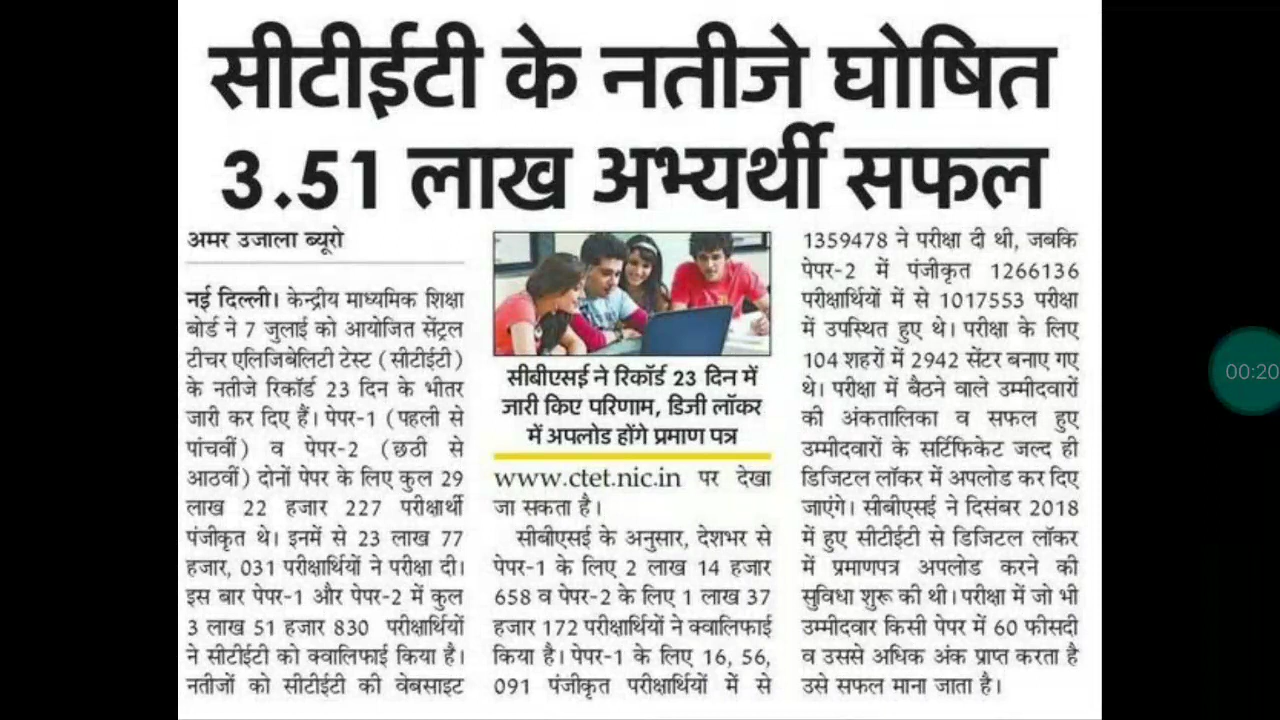 सीटीईटी के नतीजे घोषित
3.51 लाख अभ्यर्थी सफल
अमर उजाला ब्यूरो
नई दिल्ली। केन्द्रीय माध्यमिक शिक्षा
बोर्ड ने 7 जुलाई को आयोजित सेंट्रल
टीचर एलिजिबेलिटी टेस्ट (सीटीईटी)
के नतीजे रिकॉर्ड 23 दिन के भीतर
जारी कर दिए हैं। पेपर-1 (पहली से
पांचवीं) व पेपर-2 (छठी से
आठवीं) दोनों पेपर के लिए कुल 29
लाख 22 हजार 227 परीक्षार्थी
पंजीकृत थे। इनमें से 23 लाख 77
हजार, 031 परीक्षार्थियों ने परीक्षा दी।
इस बार पेपर-1 और पेपर-2 में कुल
3 लाख 51 हजार 830 परीक्षार्थियों
ने सीटीईटी को क्वालिफाई किया है।
नतीजों को सीटीईटी की वेबसाइट
सीबीएसई ने रिकॉर्ड 23 दिन में
जारी किए परिणाम, डिजी लॉकर
में अपलोड होंगे प्रमाण पत्र
www.ctet.nic.in पर देखा
जा सकता है।
सीबीएसई के अनुसार, देशभर से
पेपर-1 के लिए 2 लाख 14 हजार
658 व पेपर-2 के लिए 1 लाख 37
हजार 172 परीक्षार्थियों ने क्वालिफाई
किया है। पेपर-1 के लिए 16, 56,
091 पंजीकृत परीक्षार्थियों में से
1359478 ने परीक्षा दी थी, जबकि
पेपर-2 में पंजीकृत 1266136
परीक्षार्थियों में से 1017553 परीक्षा
में उपस्थित हुए थे। परीक्षा के लिए
104 शहरों में 2942 सेंटर बनाए गए
थे। परीक्षा में बैठने वाले उम्मीदवारों
की अंकतालिका व सफल हुए
उम्मीदवारों के सर्टिफिकेट जल्द ही
डिजिटल लॉकर में अपलोड कर दिए
जाएंगे। सीबीएसई ने दिसंबर 2018
में हुए सीटीईटी से डिजिटल लॉकर
में प्रमाणपत्र अपलोड करने की
सुविधा शुरू की थी। परीक्षा में जो भी
उम्मीदवार किसी पेपर में 60 फीसदी
व उससे अधिक अंक प्राप्त करता है
उसे सफल माना जाता है।
00:20